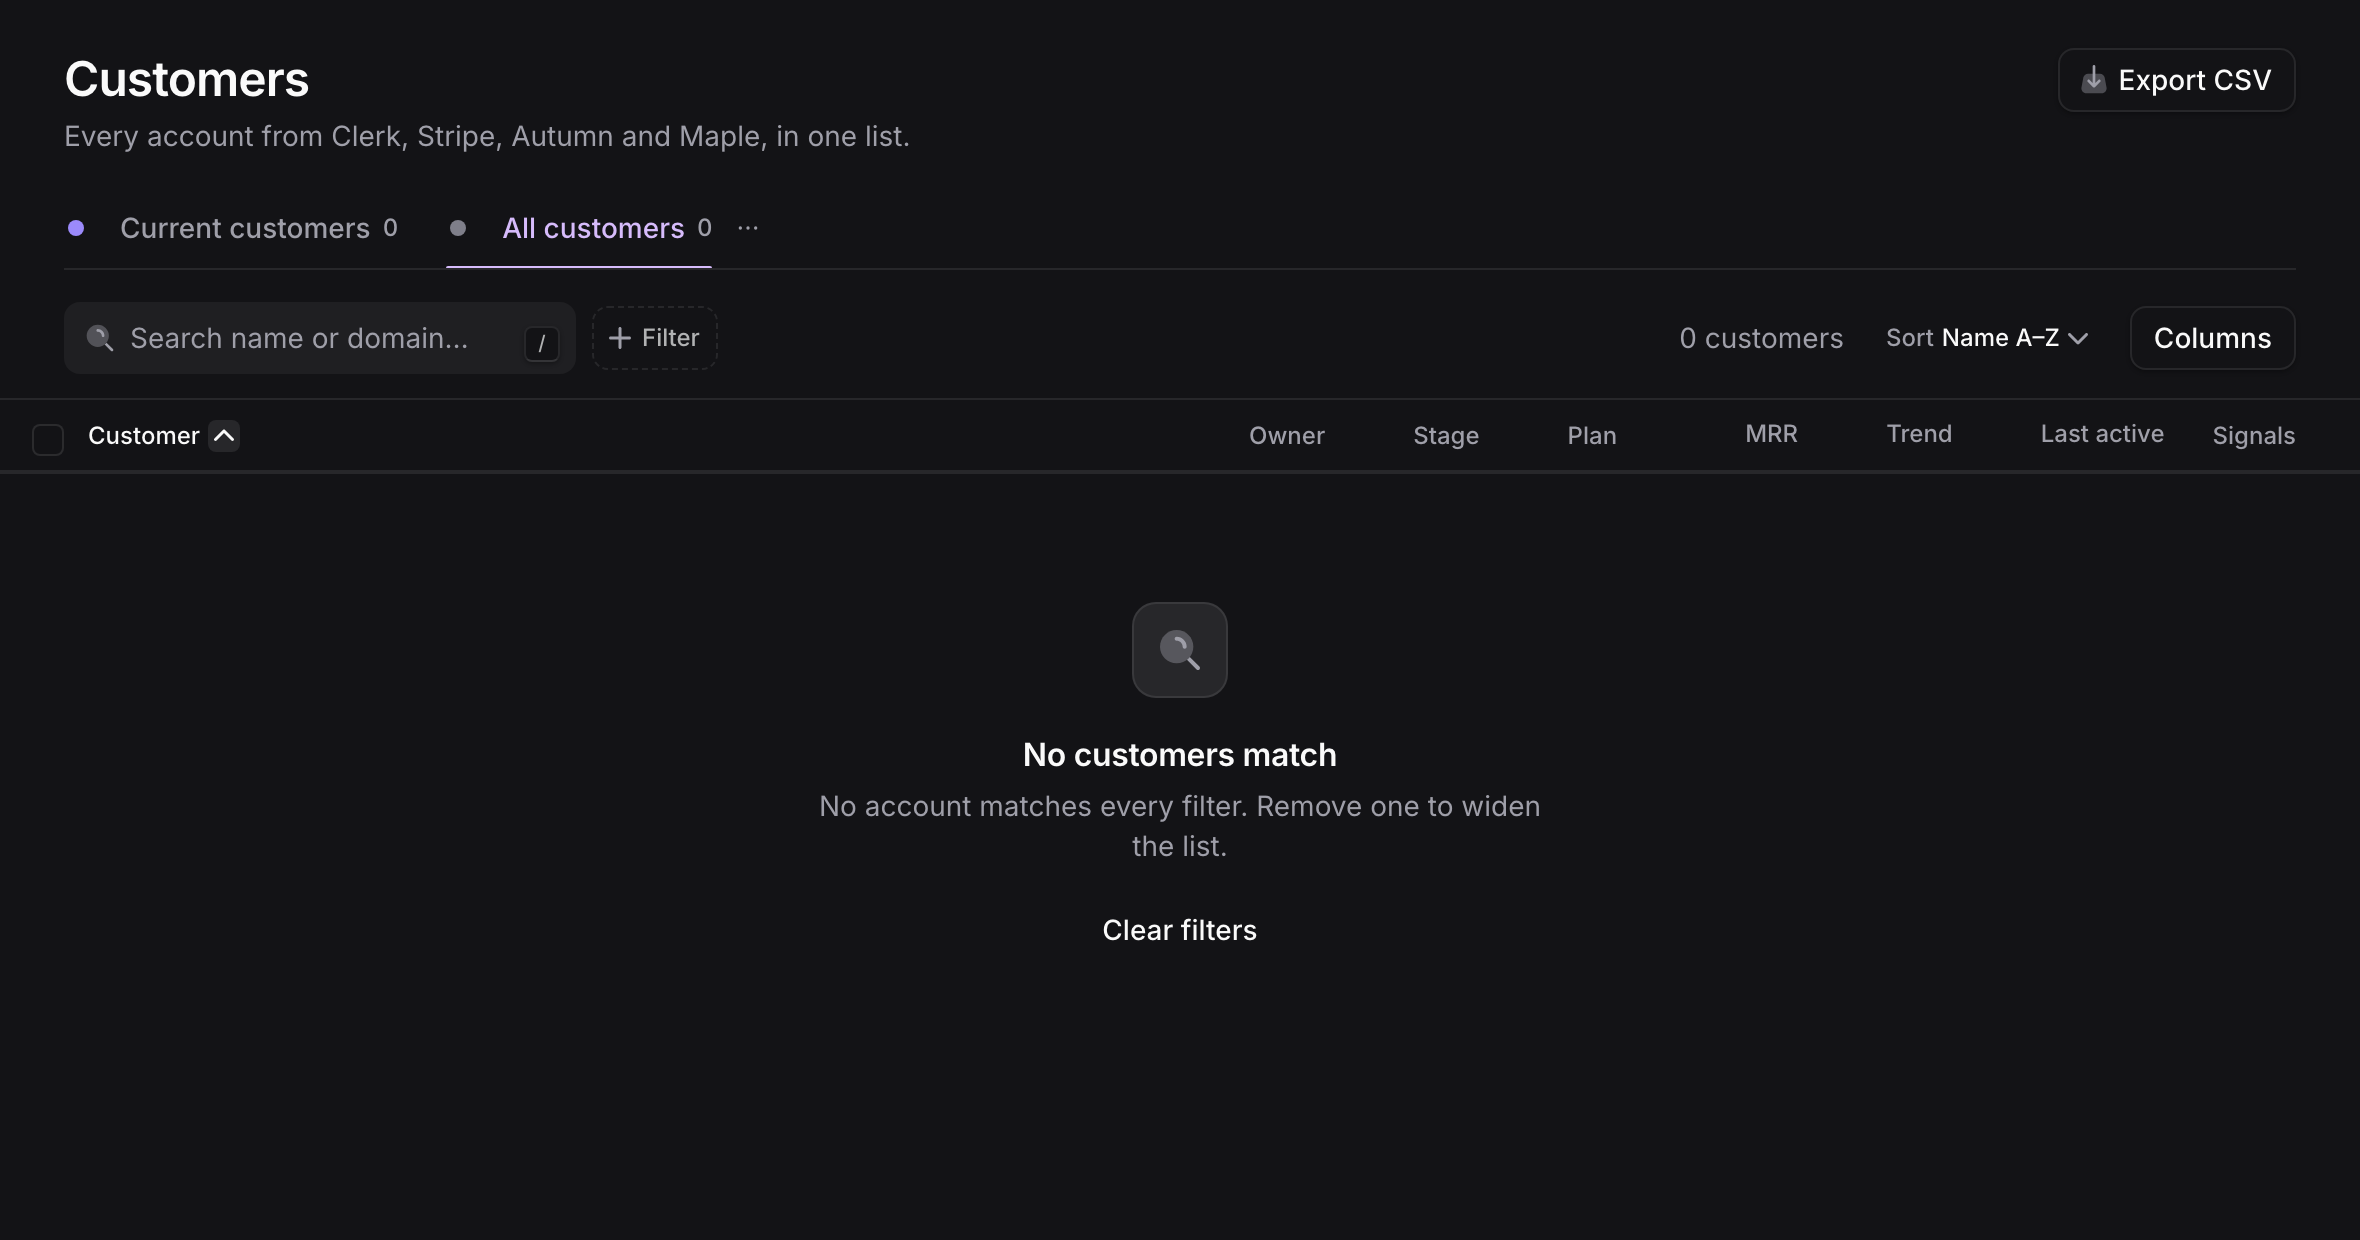 Customers
Export CSV
Every account from Clerk, Stripe, Autumn and Maple, in one list.
Current customers 0
All customers 0 ···
Search name or domain... /
+ Filter
0 customers
Sort Name A–Z
Columns
Customer
Owner
Stage
Plan
MRR
Trend
Last active
Signals
No customers match
No account matches every filter. Remove one to widen
the list.
Clear filters